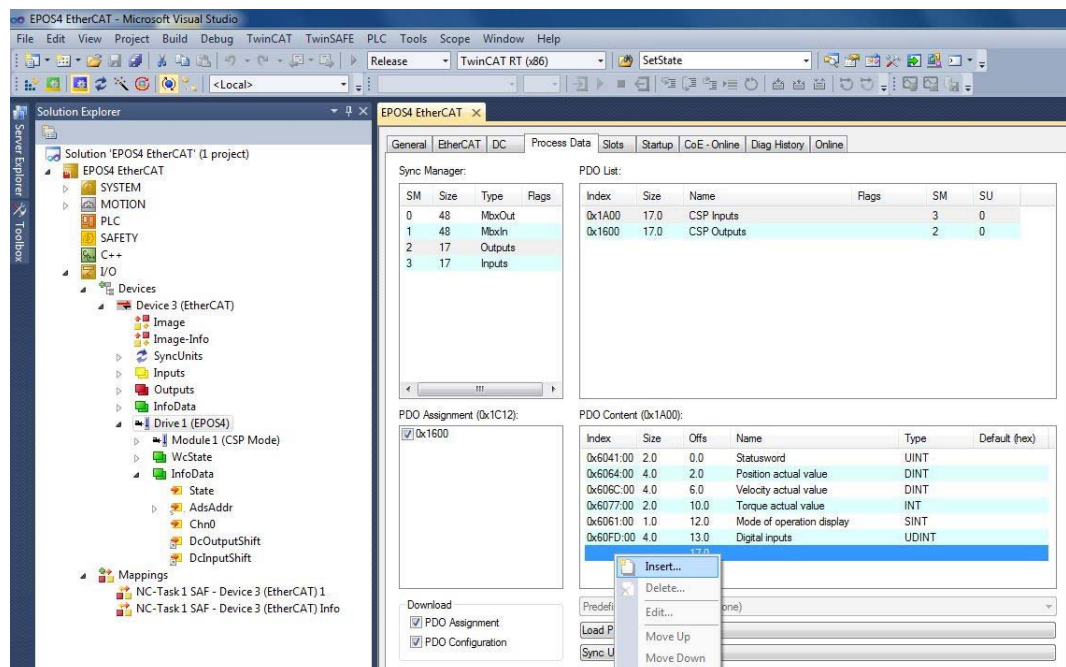 EPOS4 EtherCAT - Microsoft Visual Studio
File Edit View Project Build Debug TwinCAT TwinSAFE PLC Tools Scope Window Help
Release TwinCAT RT (x86) SetState
<Local>
Server Explorer
Toolbox
Solution Explorer
Solution 'EPOS4 EtherCAT' (1 project)
EPOS4 EtherCAT
SYSTEM
MOTION
PLC
SAFETY
C++
I/O
Devices
Device 3 (EtherCAT)
Image
Image-Info
SyncUnits
Inputs
Outputs
InfoData
Drive 1 (EPOS4)
Module 1 (CSP Mode)
WcState
InfoData
State
AdsAddr
Chn0
DcOutputShift
DcInputShift
Mappings
NC-Task 1 SAF - Device 3 (EtherCAT) 1
NC-Task 1 SAF - Device 3 (EtherCAT) Info
EPOS4 EtherCAT
General EtherCAT DC Process Data Slots Startup CoE - Online Diag History Online
Sync Manager:
SM Size Type Flags
0 48 MbxOut
1 48 MbxIn
2 17 Outputs
3 17 Inputs
PDO List:
Index Size Name Flags SM SU
0x1A00 17.0 CSP Inputs 3 0
0x1600 17.0 CSP Outputs 2 0
PDO Assignment (0x1C12):
0x1600
PDO Content (0x1A00):
Index Size Offs Name Type Default (hex)
0x6041:00 2.0 0.0 Statusword UINT
0x6064:00 4.0 2.0 Position actual value DINT
0x606C:00 4.0 6.0 Velocity actual value DINT
0x6077:00 2.0 10.0 Torque actual value INT
0x6061:00 1.0 12.0 Mode of operation display SINT
0x60FD:00 4.0 13.0 Digital inputs UDINT
17.0
Insert...
Delete...
Edit...
Move Up
Move Down
Download
PDO Assignment
PDO Configuration
Predefi one)
Load P
Sync U